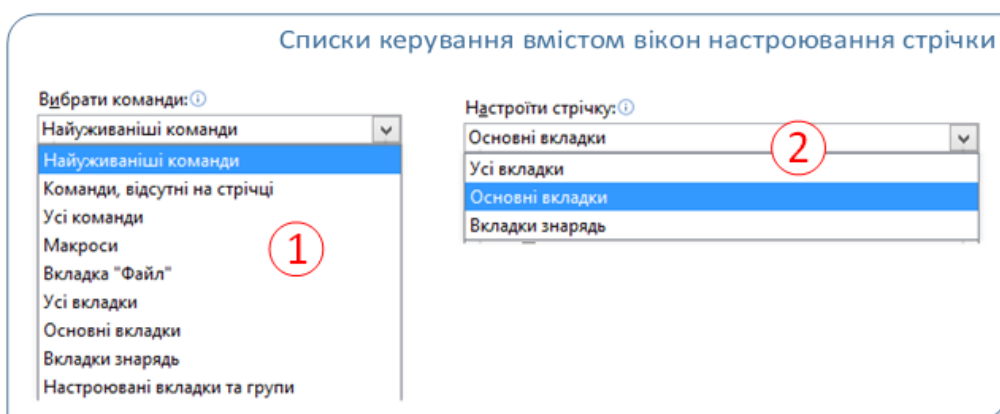 Списки керування вмістом вікон настроювання стрічки
Вибрати команди:
Найуживаніші команди
Найуживаніші команди
Команди, відсутні на стрічці
Усі команди
Макроси
Вкладка "Файл"
Усі вкладки
Основні вкладки
Вкладки знарядь
Настроювані вкладки та групи
1
Настроїти стрічку:
Основні вкладки
Усі вкладки
Основні вкладки
Вкладки знарядь
2